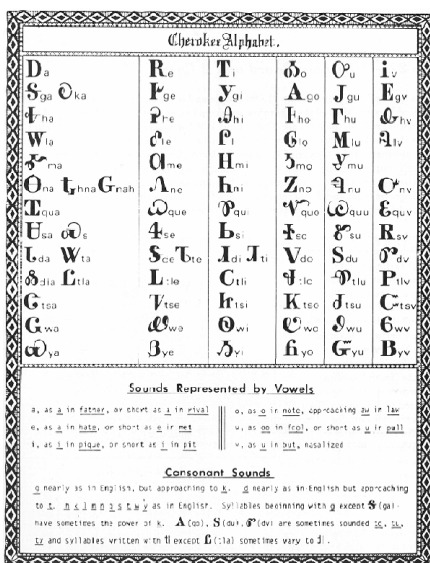 Cherokee Alphabet.
Ꭰa Ꭱe Ꭲi Ꭳo Ꭴu Ꭵv
Ꭶga Ꭷka Ꭸge Ꭹgi Ꭺgo Ꭻgu Ꭼgv
Ꭽha Ꭾhe Ꭿhi Ꮀho Ꮁhu Ꮂhv
Ꮃla Ꮄle Ꮅli Ꮆlo Ꮇlu Ꮈlv
Ꮉma Ꮊme Ꮋmi Ꮌmo Ꮍmu
Ꮎna Ꮏhna Ꮐnah Ꮑne Ꮒni Ꮓno Ꮔnu Ꮕnv
Ꮖqua Ꮗque Ꮘqui Ꮙquo Ꮚquu Ꮛquv
Ꮜsa Ꮝs Ꮞse Ꮟsi Ꮠso Ꮡsu Ꮢsv
Ꮣda Ꮤta Ꮥde Ꮦte Ꮧdi Ꮨti Ꮩdo Ꮪdu Ꮫdv
Ꮬdla Ꮭtla Ꮮtle Ꮯtli Ꮰtlo Ꮱtlu Ꮲtlv
Ꮳtsa Ꮴtse Ꮵtsi Ꮶtso Ꮷtsu Ꮸtsv
Ꮹwa Ꮺwe Ꮻwi Ꮼwo Ꮽwu Ꮾwv
Ꮿya Ᏸye Ᏹyi Ᏺyo Ᏻyu Ᏼyv
Sounds Represented by Vowels
a, as a in father, or short as a in rival
e, as a in hate, or short as e in met
i, as i in pique, or short as i in pit
o, as o in note, approaching aw in law
u, as oo in fool, or short as u in pull
v, as u in but, nasalized
Consonant Sounds
g nearly as in English, but approaching to k. d nearly as in English but approaching
to t. h k l m n q s t w y as in English. Syllables beginning with g except Ꭶ (ga)
have sometimes the power of k. Ꭺ (go), Ꮪ (du), Ꮫ (dv) are sometimes sounded to, tu,
tv and syllables written with tl except Ꮭ (tla) sometimes vary to dl.